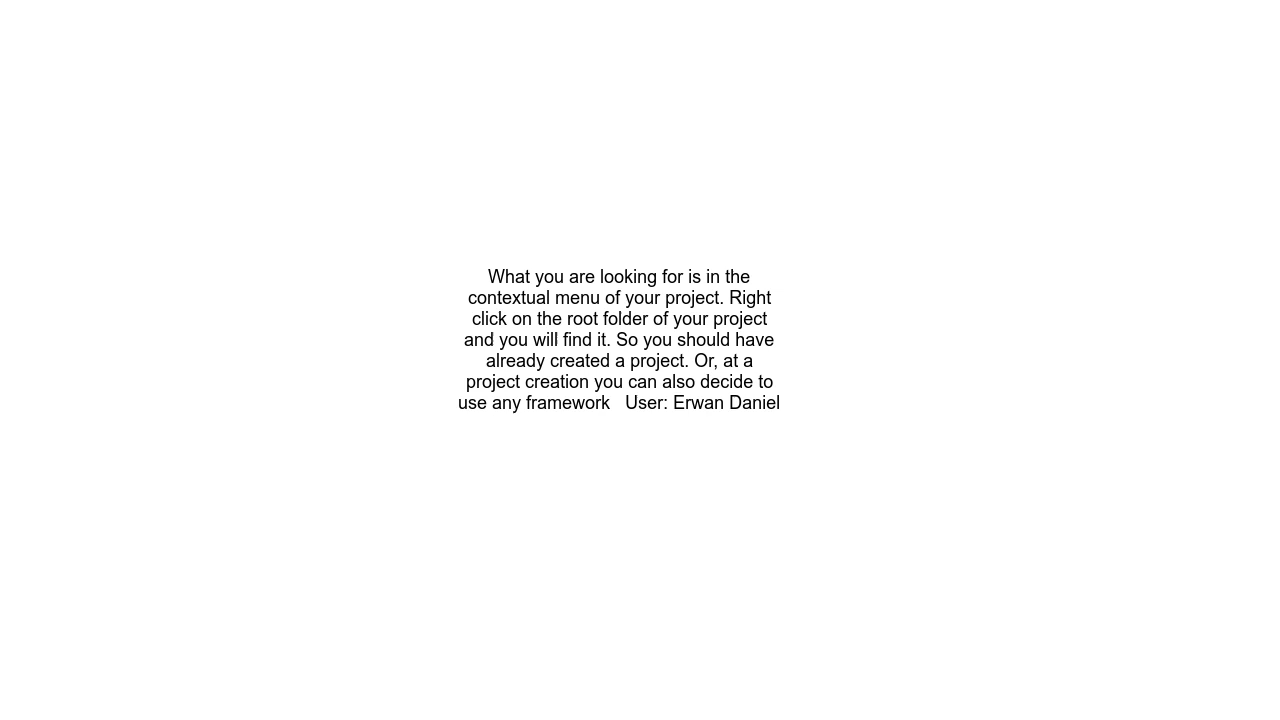 What you are looking for is in the
contextual menu of your project. Right
click on the root folder of your project
and you will find it. So you should have
already created a project. Or, at a
project creation you can also decide to
use any framework   User: Erwan Daniel